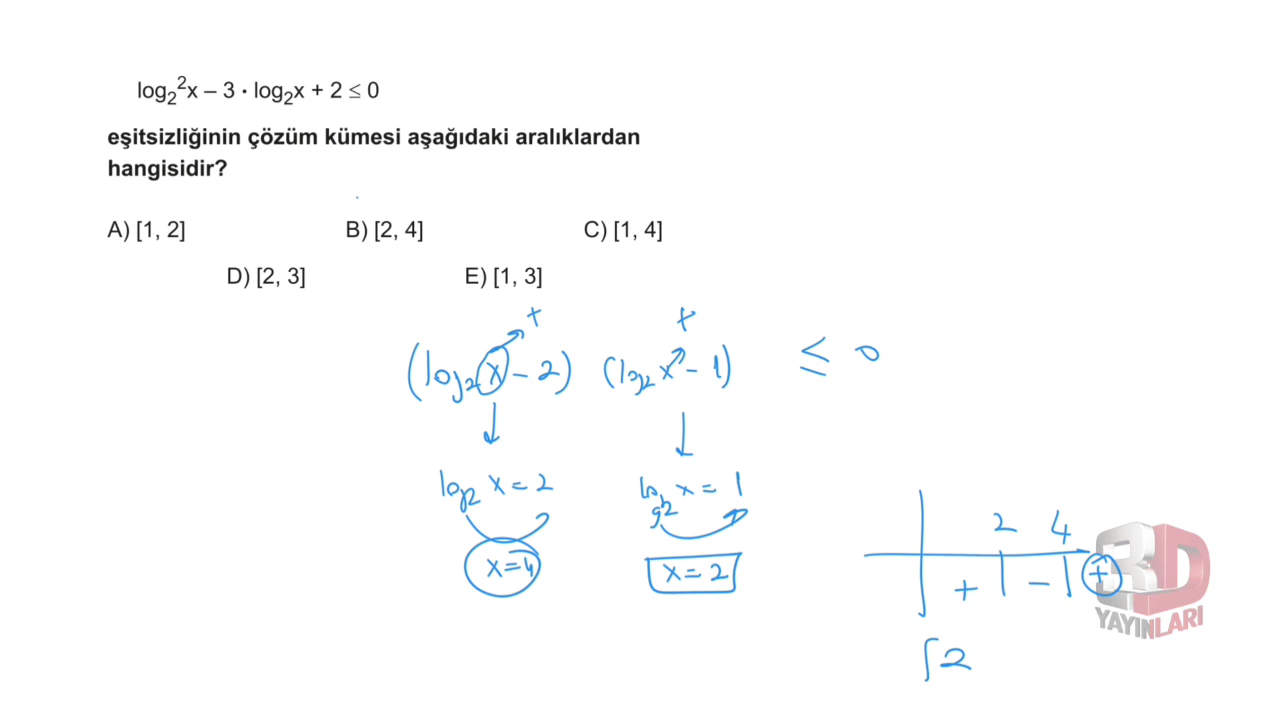 log₂²x – 3 · log₂x + 2 ≤ 0
eşitsizliğinin çözüm kümesi aşağıdaki aralıklardan
hangisidir?
A) [1, 2] B) [2, 4] C) [1, 4]
D) [2, 3] E) [1, 3]
+ +
(log₂x – 2) (log₂x – 1) ≤ 0
log₂x = 2 log₂x = 1
x = 4 x = 2
2 4
+ – +
[2
3D
YAYINLARI